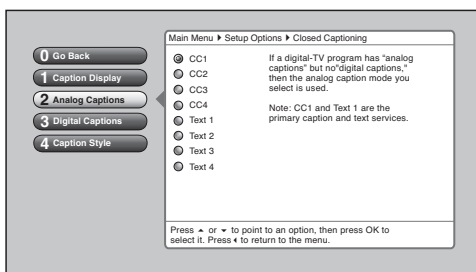 Main Menu ▶ Setup Options ▶ Closed Captioning
0 Go Back
1 Caption Display
2 Analog Captions
3 Digital Captions
4 Caption Style
CC1
CC2
CC3
CC4
Text 1
Text 2
Text 3
Text 4
If a digital-TV program has "analog
captions" but no"digital captions,"
then the analog caption mode you
select is used.
Note: CC1 and Text 1 are the
primary caption and text services.
Press ▲ or ▼ to point to an option, then press OK to
select it. Press ◀ to return to the menu.